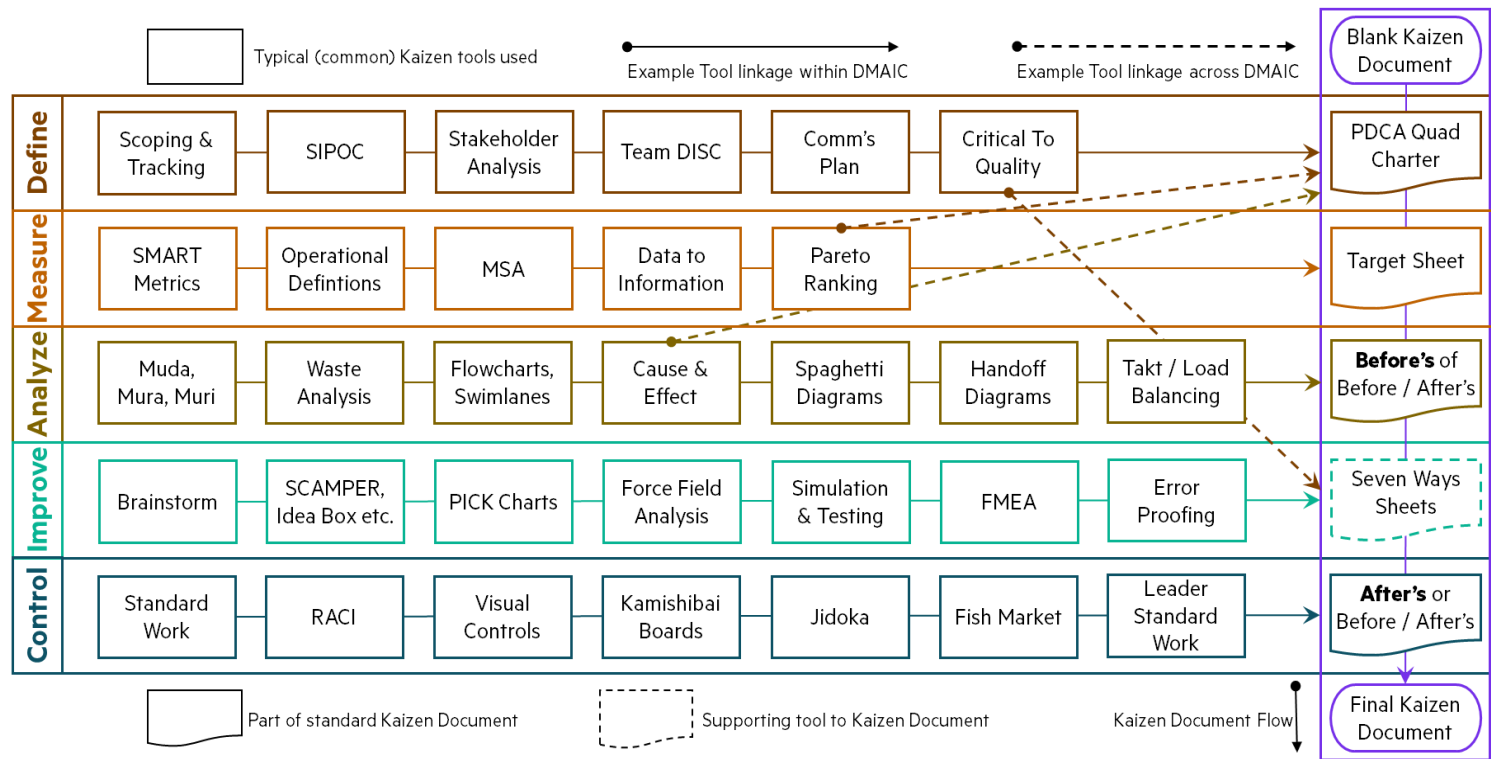 Typical (common) Kaizen tools used
Example Tool linkage within DMAIC
Example Tool linkage across DMAIC
Blank Kaizen
Document
Define
Scoping &
Tracking
SIPOC
Stakeholder
Analysis
Team DISC
Comm's
Plan
Critical To
Quality
PDCA Quad
Charter
Measure
SMART
Metrics
Operational
Defintions
MSA
Data to
Information
Pareto
Ranking
Target Sheet
Analyze
Muda,
Mura, Muri
Waste
Analysis
Flowcharts,
Swimlanes
Cause &
Effect
Spaghetti
Diagrams
Handoff
Diagrams
Takt / Load
Balancing
Before's of
Before / After's
Improve
Brainstorm
SCAMPER,
Idea Box etc.
PICK Charts
Force Field
Analysis
Simulation
& Testing
FMEA
Error
Proofing
Seven Ways
Sheets
Control
Standard
Work
RACI
Visual
Controls
Kamishibai
Boards
Jidoka
Fish Market
Leader
Standard
Work
After's or
Before / After's
Part of standard Kaizen Document
Supporting tool to Kaizen Document
Kaizen Document Flow
Final Kaizen
Document